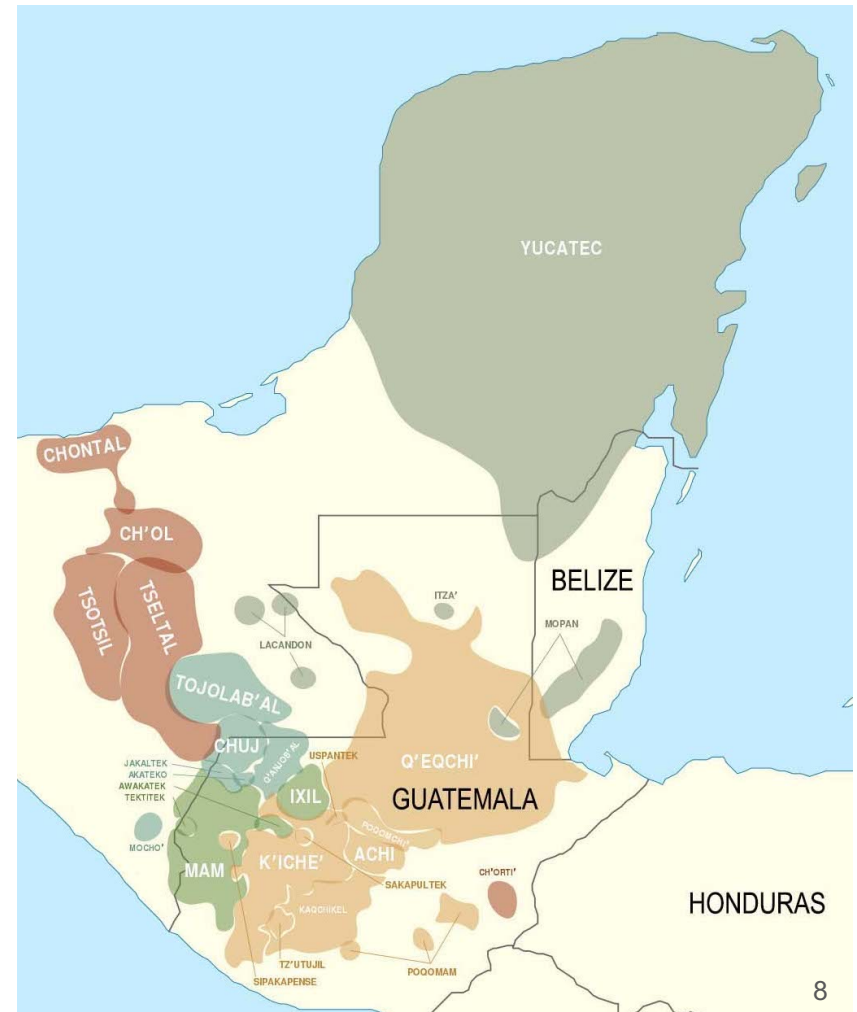 YUCATEC
CHONTAL
CH'OL
TSOTSIL
TSELTAL
BELIZE
ITZA'
MOPAN
LACANDON
TOJOLAB'AL
CHUJ
Q'ANJOB'AL
USPANTEK
Q'EQCHI'
JAKALTEK
AKATEKO
AWAKATEK
TEKTITEK
IXIL
GUATEMALA
POQOMCHI'
MOCHO'
MAM
K'ICHE'
ACHI
SAKAPULTEK
CH'ORTI'
HONDURAS
KAQCHIKEL
TZ'UTUJIL
POQOMAM
SIPAKAPENSE
8